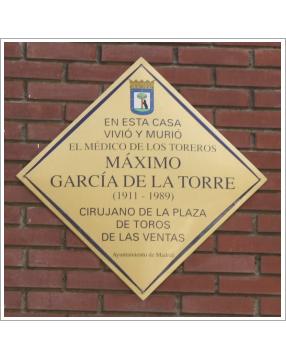 EN ESTA CASA
VIVIÓ Y MURIÓ
EL MÉDICO DE LOS TOREROS
MÁXIMO
GARCÍA DE LA TORRE
(1911 - 1989)
CIRUJANO DE LA PLAZA
DE TOROS
DE LAS VENTAS
Ayuntamiento de Madrid